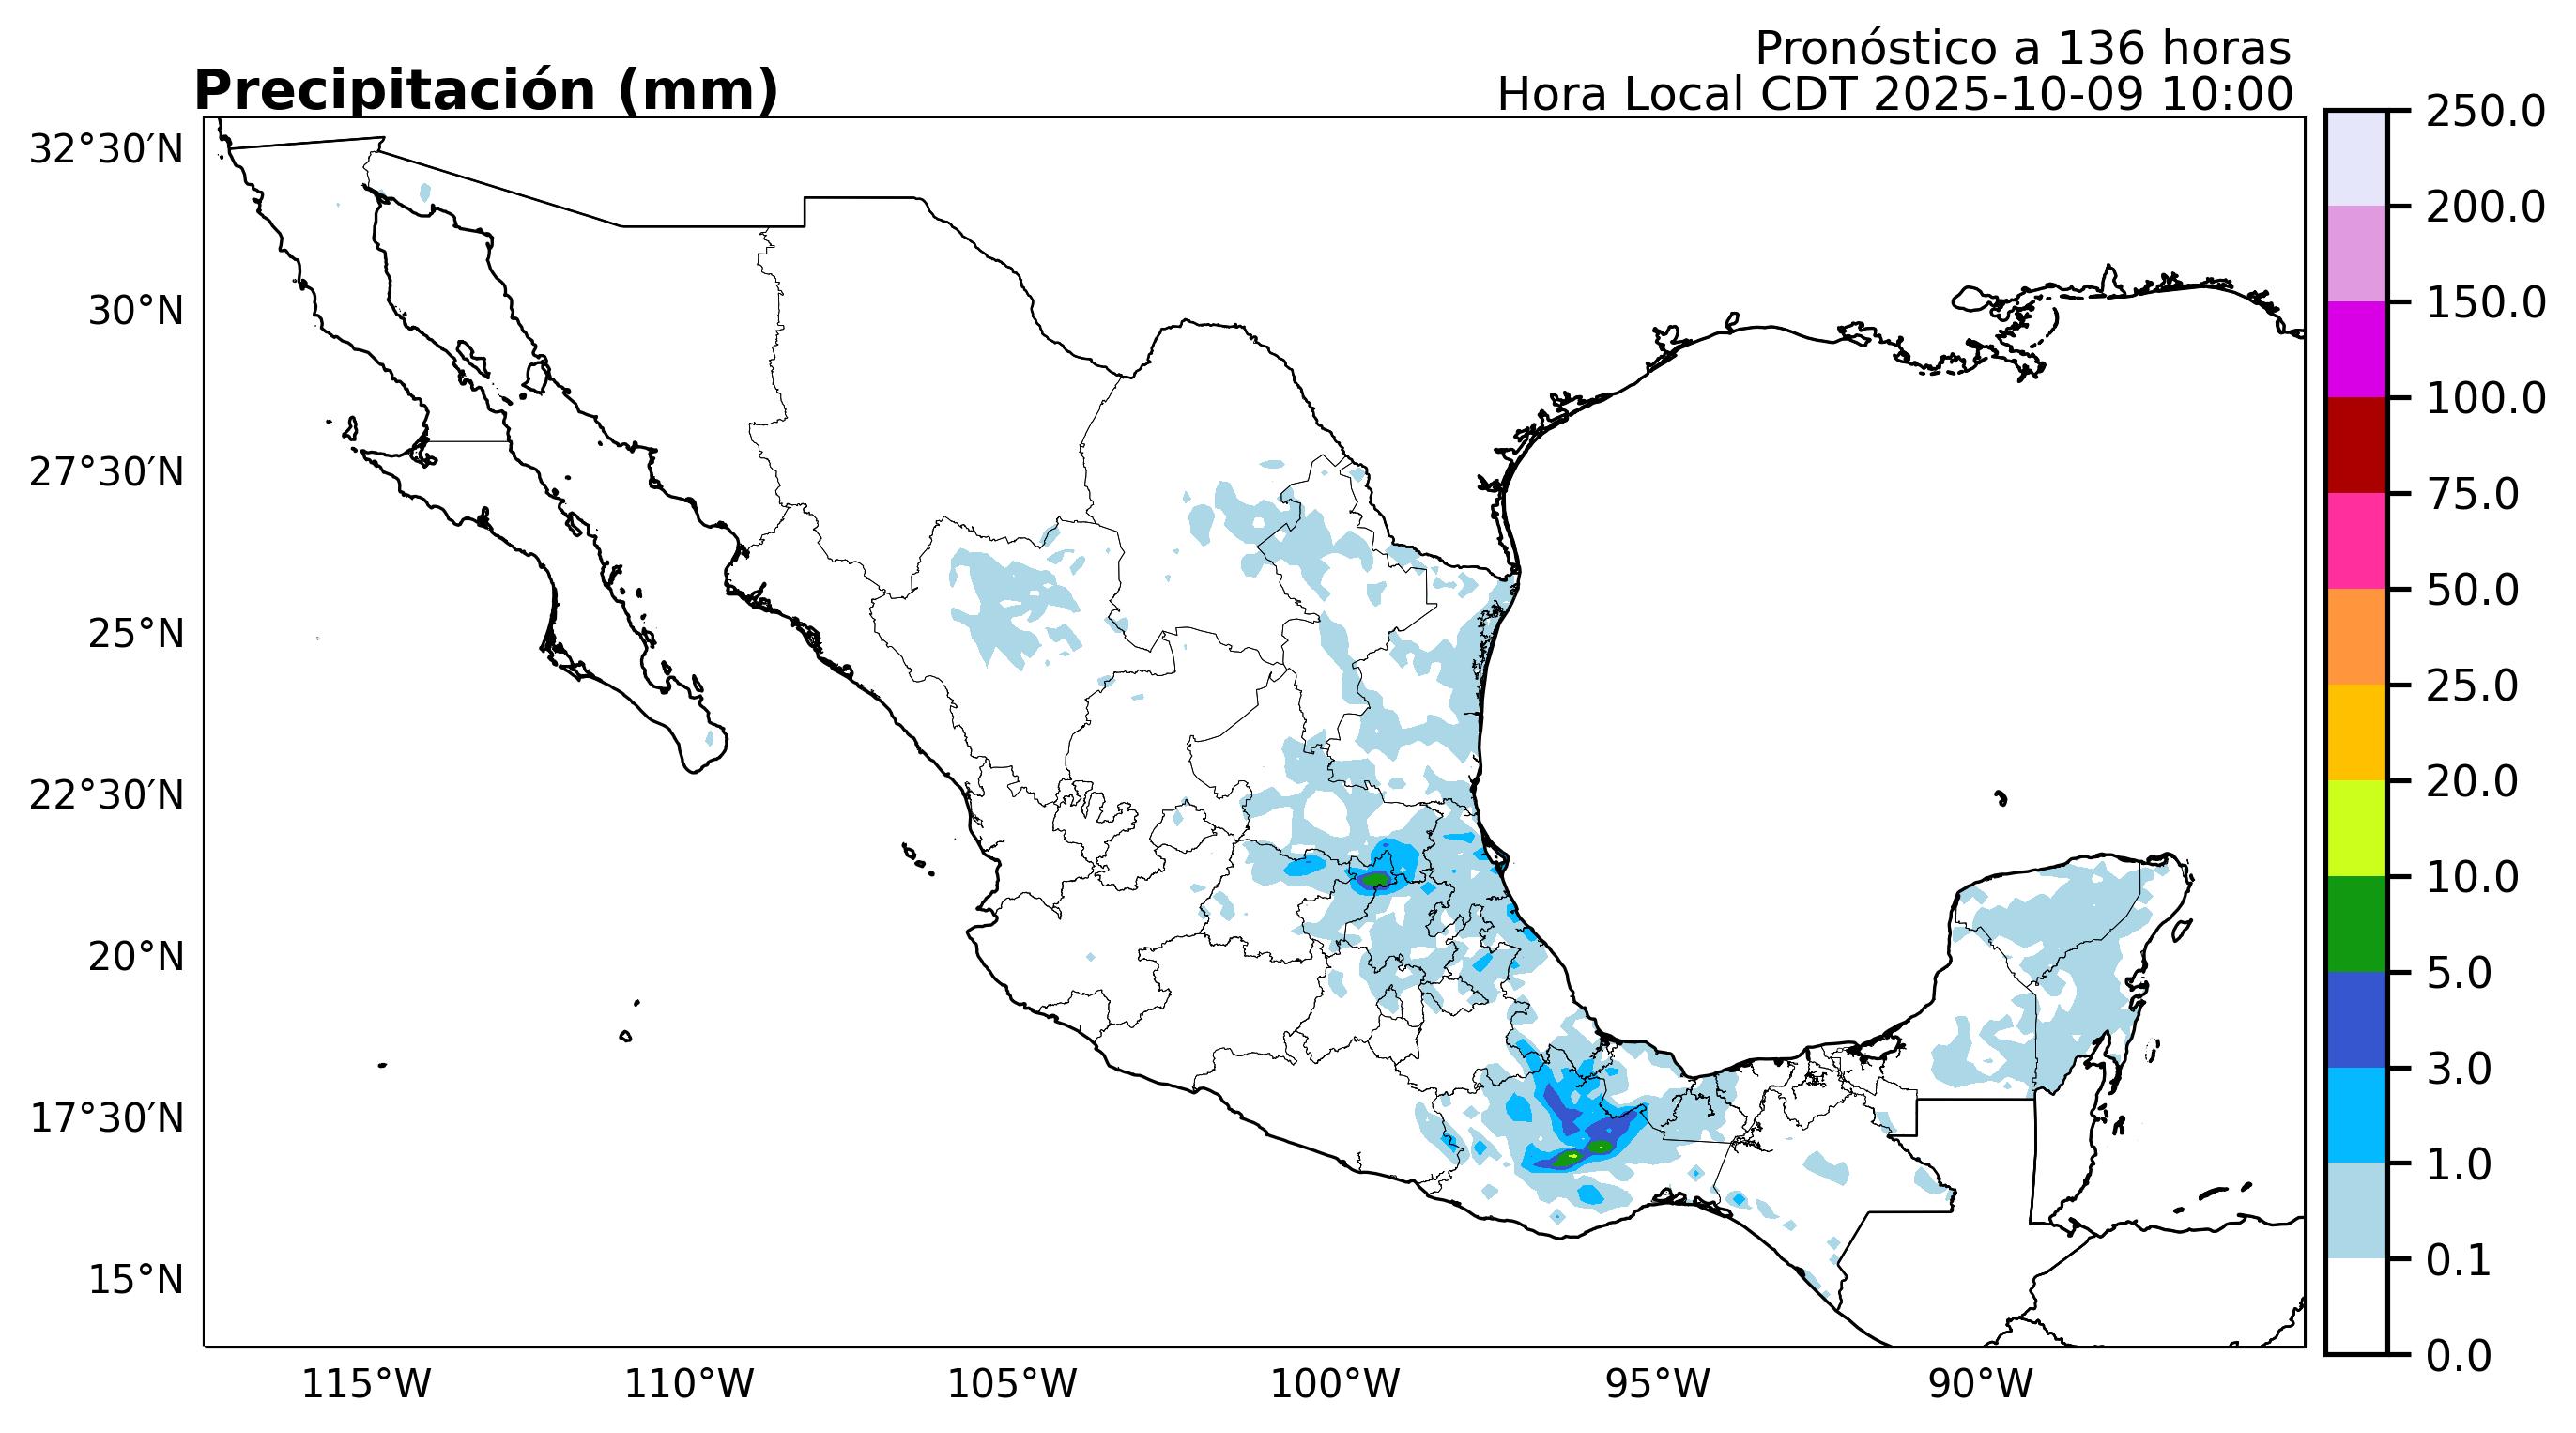 Pronóstico a 136 horas
Precipitación (mm)
Hora Local CDT 2025-10-09 10:00
32°30′N
30°N
27°30′N
25°N
22°30′N
20°N
17°30′N
15°N
115°W
110°W
105°W
100°W
95°W
90°W
250.0
200.0
150.0
100.0
75.0
50.0
25.0
20.0
10.0
5.0
3.0
1.0
0.1
0.0